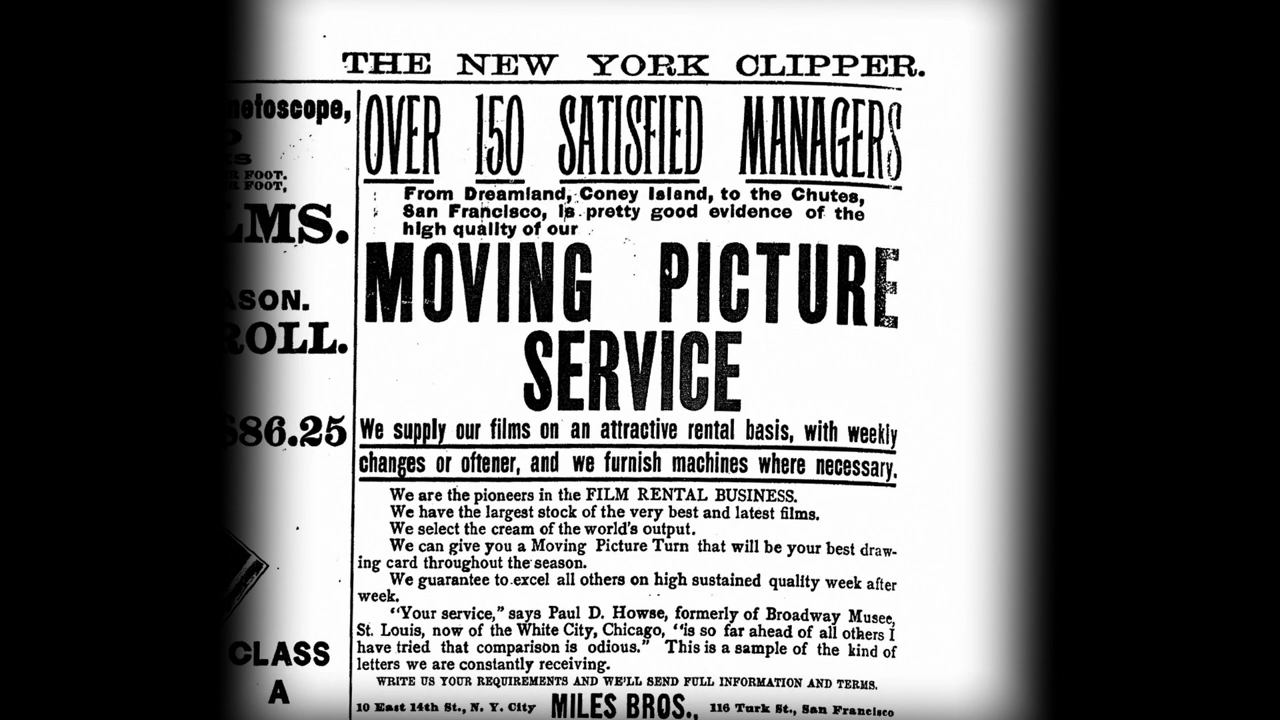 THE NEW YORK CLIPPER.
OVER 150 SATISFIED MANAGERS
From Dreamland, Coney Island, to the Chutes,
San Francisco, is pretty good evidence of the
high quality of our
MOVING PICTURE
SERVICE
We supply our films on an attractive rental basis, with weekly
changes or oftener, and we furnish machines where necessary.
We are the pioneers in the FILM RENTAL BUSINESS.
We have the largest stock of the very best and latest films.
We select the cream of the world's output.
We can give you a Moving Picture Turn that will be your best draw-
ing card throughout the season.
We guarantee to excel all others on high sustained quality week after
week.
"Your service," says Paul D. Howse, formerly of Broadway Musee,
St. Louis, now of the White City, Chicago, "is so far ahead of all others I
have tried that comparison is odious." This is a sample of the kind of
letters we are constantly receiving.
WRITE US YOUR REQUIREMENTS AND WE'LL SEND FULL INFORMATION AND TERMS.
10 East 14th St., N. Y. City MILES BROS., 116 Turk St., San Francisco
FOOT.
FOOT,
ROLL.
$86.25
CLASS
A